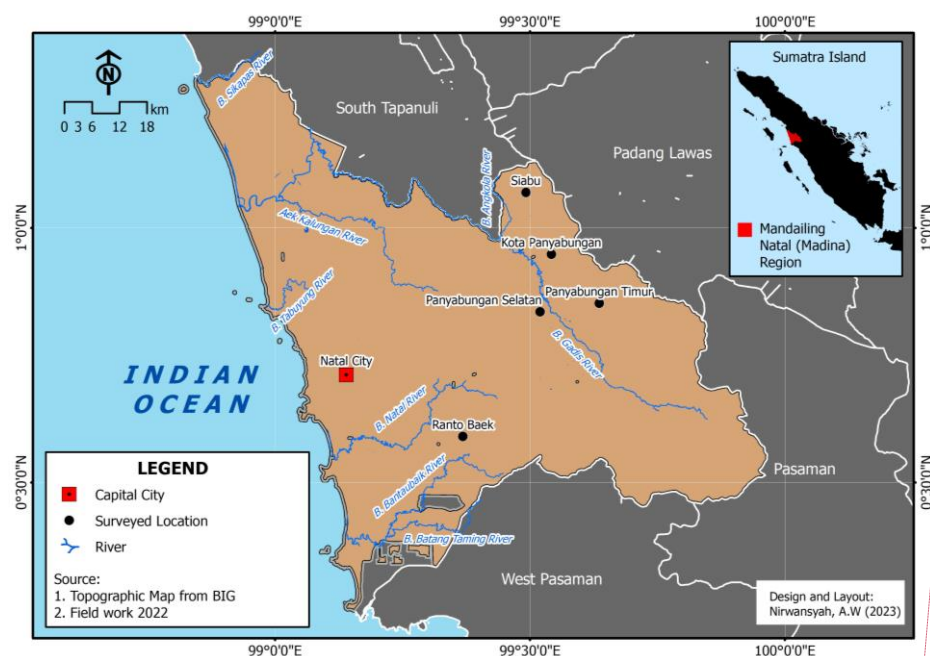 99°0'0"E
99°30'0"E
100°0'0"E
N
km
0 3 6 12 18
B. Sikapas River
South Tapanuli
Sumatra Island
Padang Lawas
B. Angkola River
Siabu
1°0'0"N
1°0'0"N
Aek Kalungan River
Kota Panyabungan
Mandailing
Natal (Madina)
Region
B. Tabuyung River
Panyabungan Selatan
Panyabungan Timur
B. Gadis River
Natal City
INDIAN
OCEAN
B. Natal River
Ranto Baek
B. Bantaubaik River
Pasaman
0°30'0"N
0°30'0"N
LEGEND
Capital City
Surveyed Location
River
Source:
1. Topographic Map from BIG
2. Field work 2022
B. Batang Taming River
West Pasaman
Design and Layout:
Nirwansyah, A.W (2023)
99°0'0"E
99°30'0"E
100°0'0"E